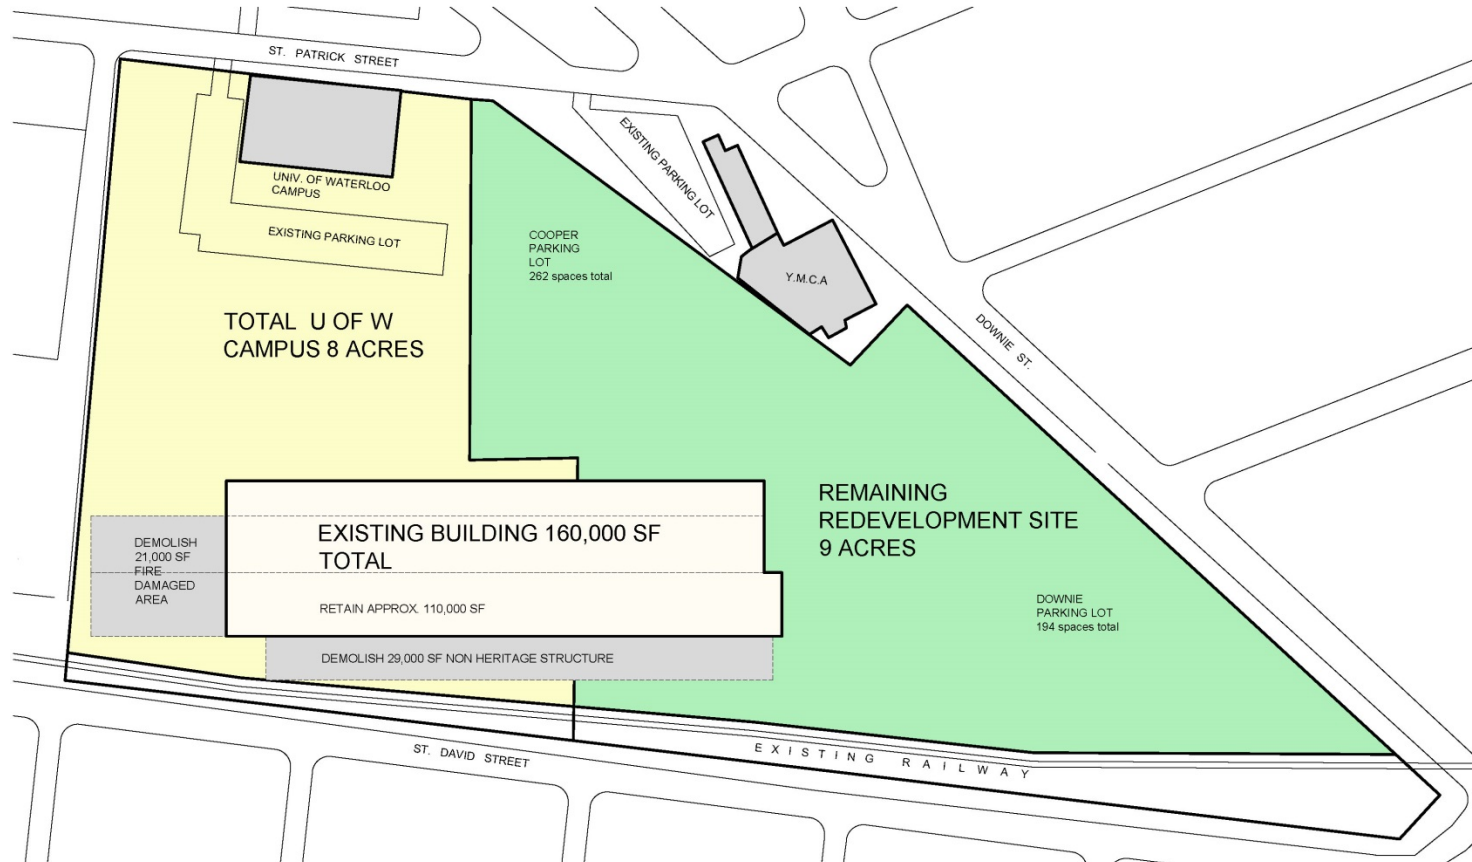 ST. PATRICK STREET
EXISTING PARKING LOT
UNIV. OF WATERLOO
CAMPUS
EXISTING PARKING LOT
COOPER
PARKING
LOT
262 spaces total
Y.M.C.A
TOTAL U OF W
CAMPUS 8 ACRES
DOWNIE ST.
REMAINING
REDEVELOPMENT SITE
9 ACRES
EXISTING BUILDING 160,000 SF
TOTAL
DEMOLISH
21,000 SF
FIRE
DAMAGED
AREA
RETAIN APPROX. 110,000 SF
DOWNIE
PARKING LOT
194 spaces total
DEMOLISH 29,000 SF NON HERITAGE STRUCTURE
EXISTING RAILWAY
ST. DAVID STREET